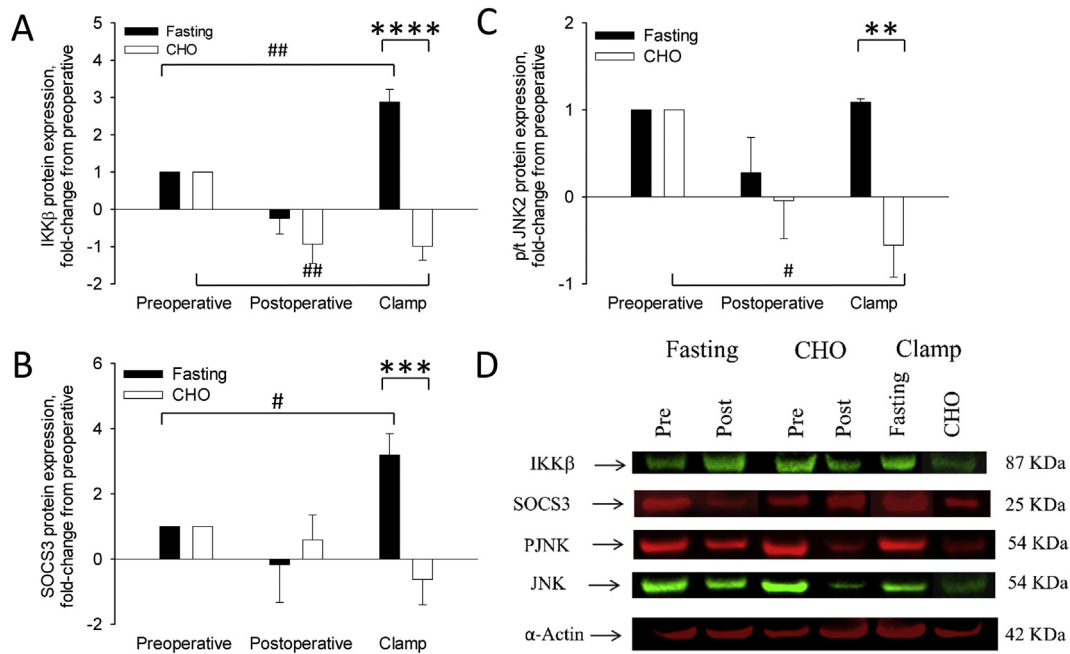 A
IKKβ protein expression,
fold-change from preoperative
5
4
3
2
1
0
-1
-2
Fasting
CHO
****
##
##
Preoperative Postoperative Clamp
C
p/t JNK2 protein expression,
fold-change from preoperative
2
1
0
-1
Fasting
CHO
**
#
Preoperative Postoperative Clamp
B
SOCS3 protein expression,
fold-change from preoperative
6
4
2
0
-2
Fasting
CHO
***
#
Preoperative Postoperative Clamp
D
Fasting CHO Clamp
Pre Post Pre Post Fasting CHO
IKKβ 87 KDa
SOCS3 25 KDa
PJNK 54 KDa
JNK 54 KDa
α-Actin 42 KDa